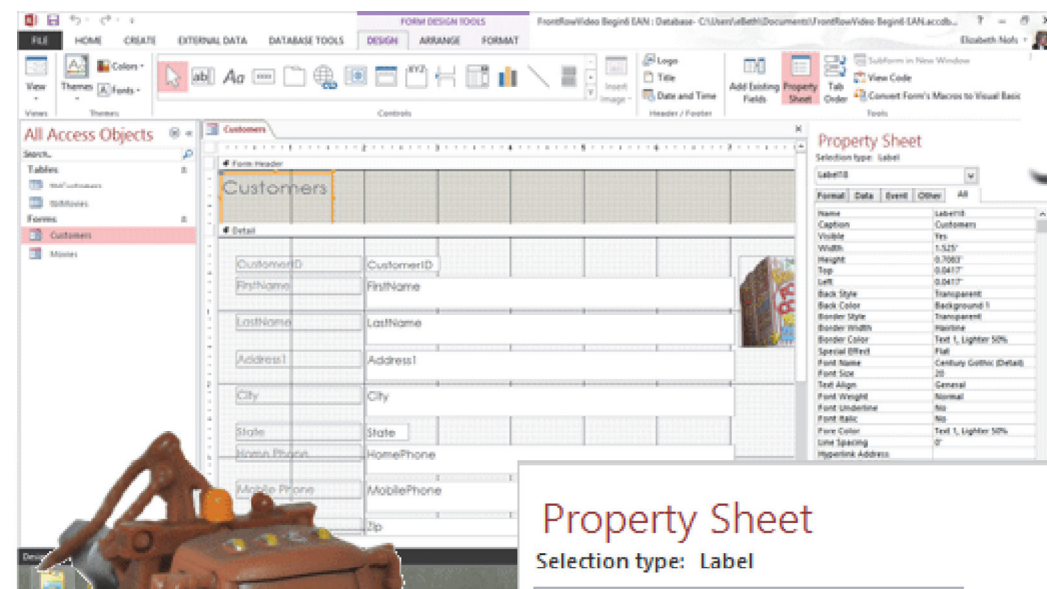 FORM DESIGN TOOLS
FrontRowVideo Begin6 EAN : Database- C:\Users\eBeth\Documents\FrontRowVideo Begin6 EAN.accdb...
?
FILE HOME CREATE EXTERNAL DATA DATABASE TOOLS DESIGN ARRANGE FORMAT
Elizabeth Nofs
View
Themes
Colors
Fonts
ab|
Aa
XYZ
Insert
Image
Logo
Title
Date and Time
Add Existing
Fields
Property
Sheet
Tab
Order
Subform in New Window
View Code
Convert Form's Macros to Visual Basic
Views
Themes
Controls
Header / Footer
Tools
All Access Objects
Search...
Tables
tblCustomers
tblMovies
Forms
Customers
Movies
Customers
Form Header
Customers
Detail
CustomerID CustomerID
FirstName FirstName
LastName LastName
Address1 Address1
City City
State State
Home Phone HomePhone
Mobile Phone MobilePhone
Zip
Property Sheet
Selection type: Label
Label18
Format Data Event Other All
Name Label18
Caption Customers
Visible Yes
Width 1.525"
Height 0.7083"
Top 0.0417"
Left 0.0417"
Back Style Transparent
Back Color Background 1
Border Style Transparent
Border Width Hairline
Border Color Text 1, Lighter 50%
Special Effect Flat
Font Name Century Gothic (Detail)
Font Size 20
Text Align General
Font Weight Normal
Font Underline No
Font Italic No
Fore Color Text 1, Lighter 50%
Line Spacing 0"
Hyperlink Address
Property Sheet
Selection type: Label